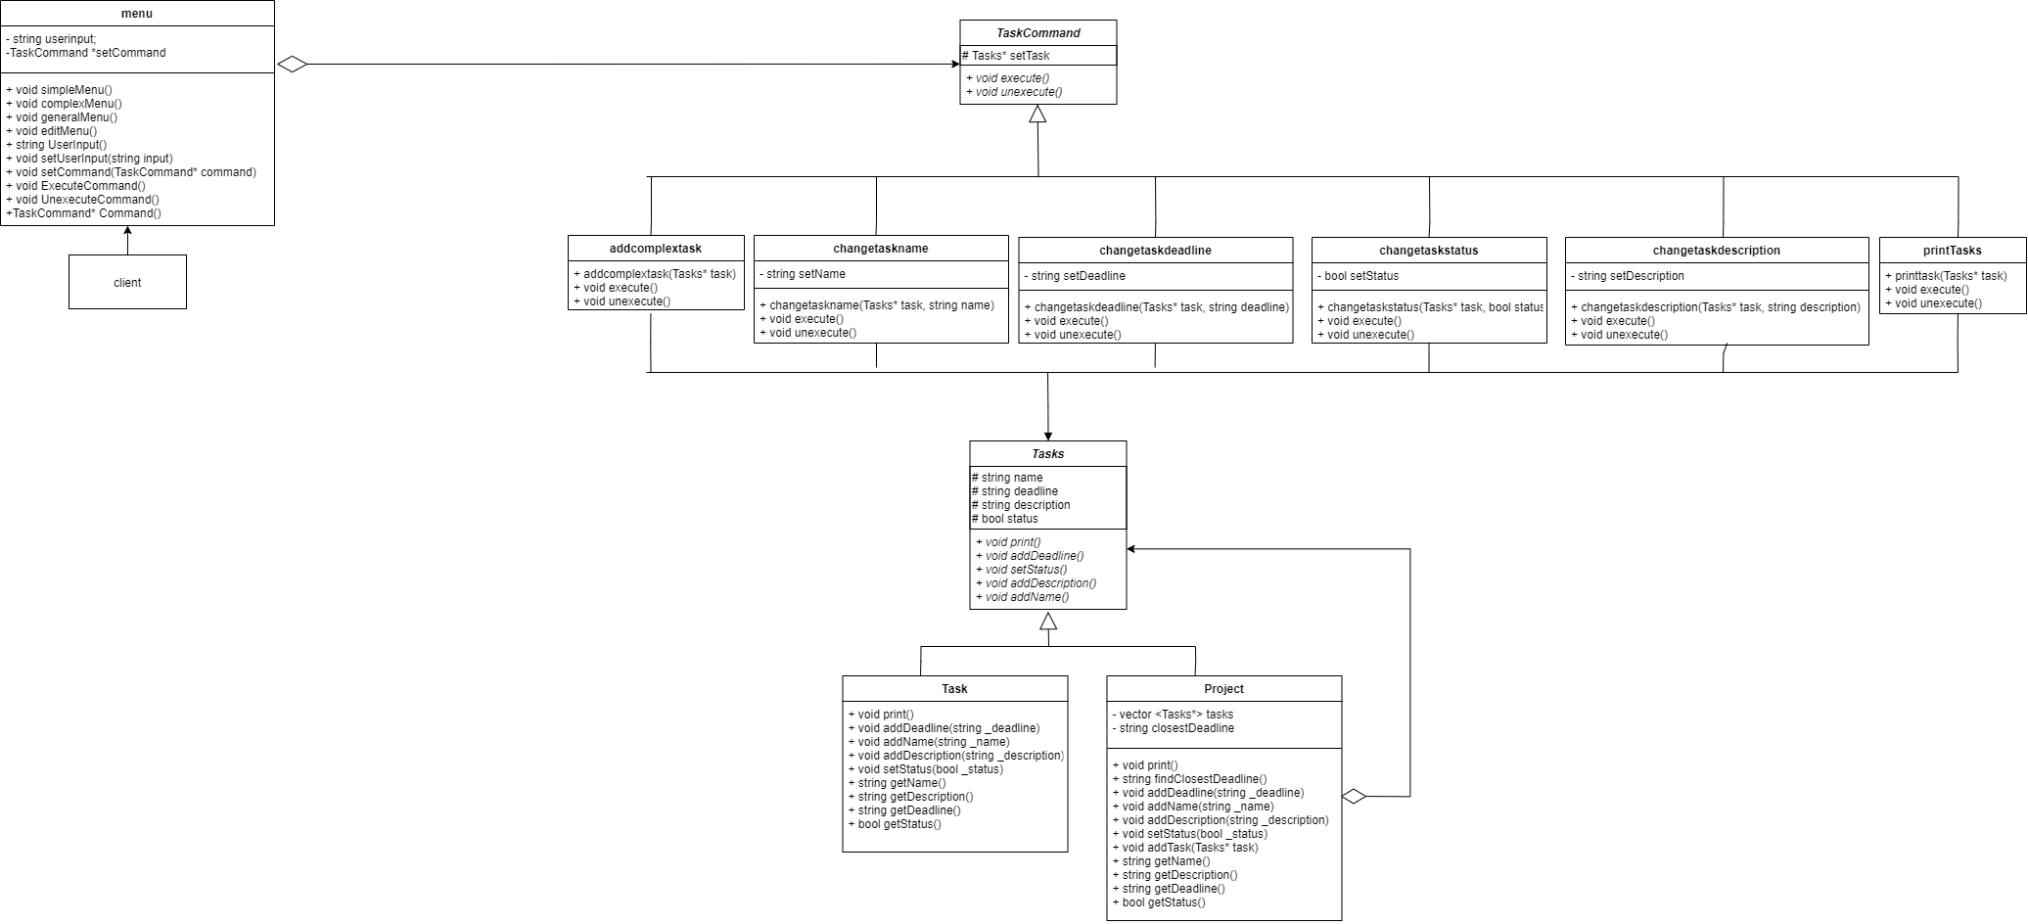 menu
- string userinput;
-TaskCommand *setCommand
+ void simpleMenu()
+ void complexMenu()
+ void generalMenu()
+ void editMenu()
+ string UserInput()
+ void setUserInput(string input)
+ void setCommand(TaskCommand* command)
+ void ExecuteCommand()
+ void UnexecuteCommand()
+TaskCommand* Command()
client
TaskCommand
# Tasks* setTask
+ void execute()
+ void unexecute()
addcomplextask
+ addcomplextask(Tasks* task)
+ void execute()
+ void unexecute()
changetaskname
- string setName
+ changetaskname(Tasks* task, string name)
+ void execute()
+ void unexecute()
changetaskdeadline
- string setDeadline
+ changetaskdeadline(Tasks* task, string deadline)
+ void execute()
+ void unexecute()
changetaskstatus
- bool setStatus
+ changetaskstatus(Tasks* task, bool status
+ void execute()
+ void unexecute()
changetaskdescription
- string setDescription
+ changetaskdescription(Tasks* task, string description)
+ void execute()
+ void unexecute()
printTasks
+ printtask(Tasks* task)
+ void execute()
+ void unexecute()
Tasks
# string name
# string deadline
# string description
# bool status
+ void print()
+ void addDeadline()
+ void setStatus()
+ void addDescription()
+ void addName()
Task
+ void print()
+ void addDeadline(string _deadline)
+ void addName(string _name)
+ void addDescription(string _description)
+ void setStatus(bool _status)
+ string getName()
+ string getDescription()
+ string getDeadline()
+ bool getStatus()
Project
- vector <Tasks*> tasks
- string closestDeadline
+ void print()
+ string findClosestDeadline()
+ void addDeadline(string _deadline)
+ void addName(string _name)
+ void addDescription(string _description)
+ void setStatus(bool _status)
+ void addTask(Tasks* task)
+ string getName()
+ string getDescription()
+ string getDeadline()
+ bool getStatus()